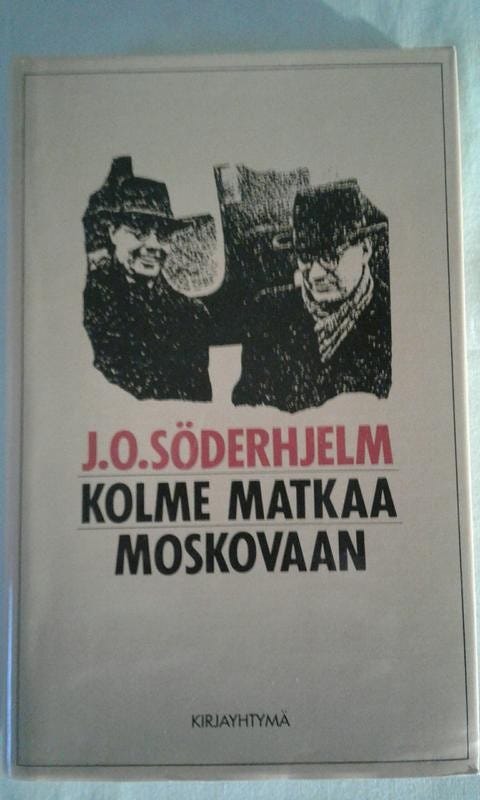 J.O.SÖDERHJELM
KOLME MATKAA
MOSKOVAAN
KIRJAYHTYMÄ